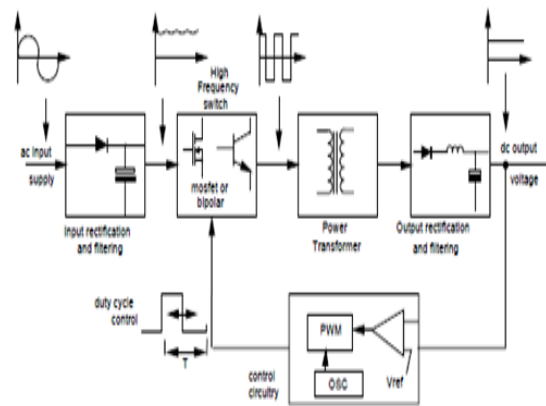 High
Frequency
switch
ac input
supply
mosfet or
bipolar
dc output
voltage
Input rectification
and filtering
Power
Transformer
Output rectification
and filtering
duty cycle
control
T
PWM
OSC
Vref
control
circuitry